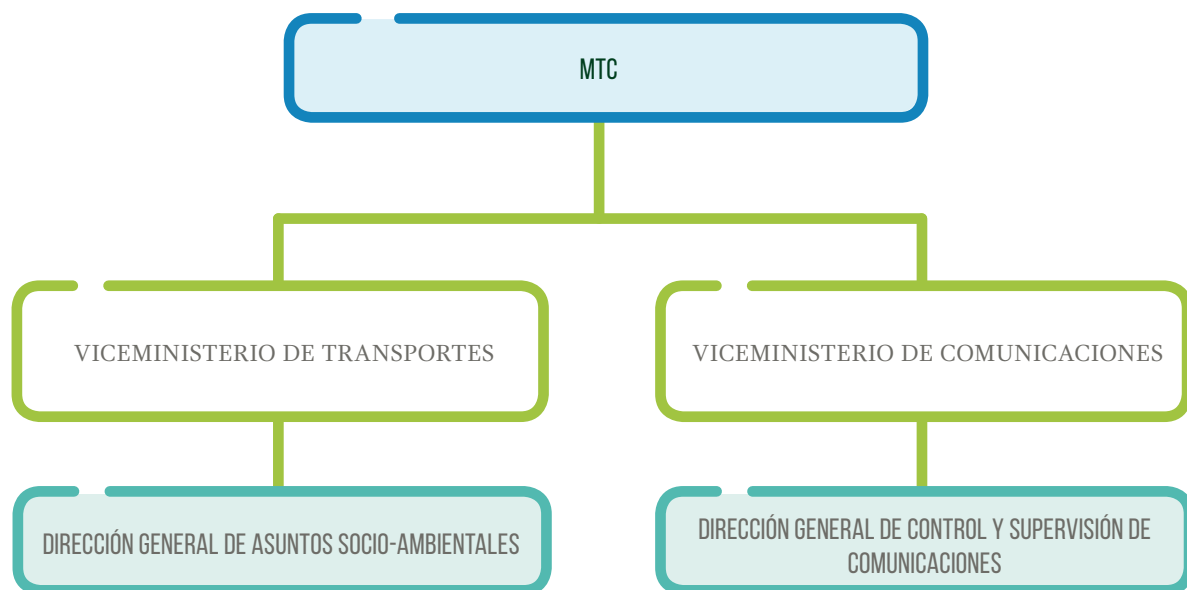 MTC
VICEMINISTERIO DE TRANSPORTES
VICEMINISTERIO DE COMUNICACIONES
DIRECCIÓN GENERAL DE ASUNTOS SOCIO-AMBIENTALES
DIRECCIÓN GENERAL DE CONTROL Y SUPERVISIÓN DE
COMUNICACIONES